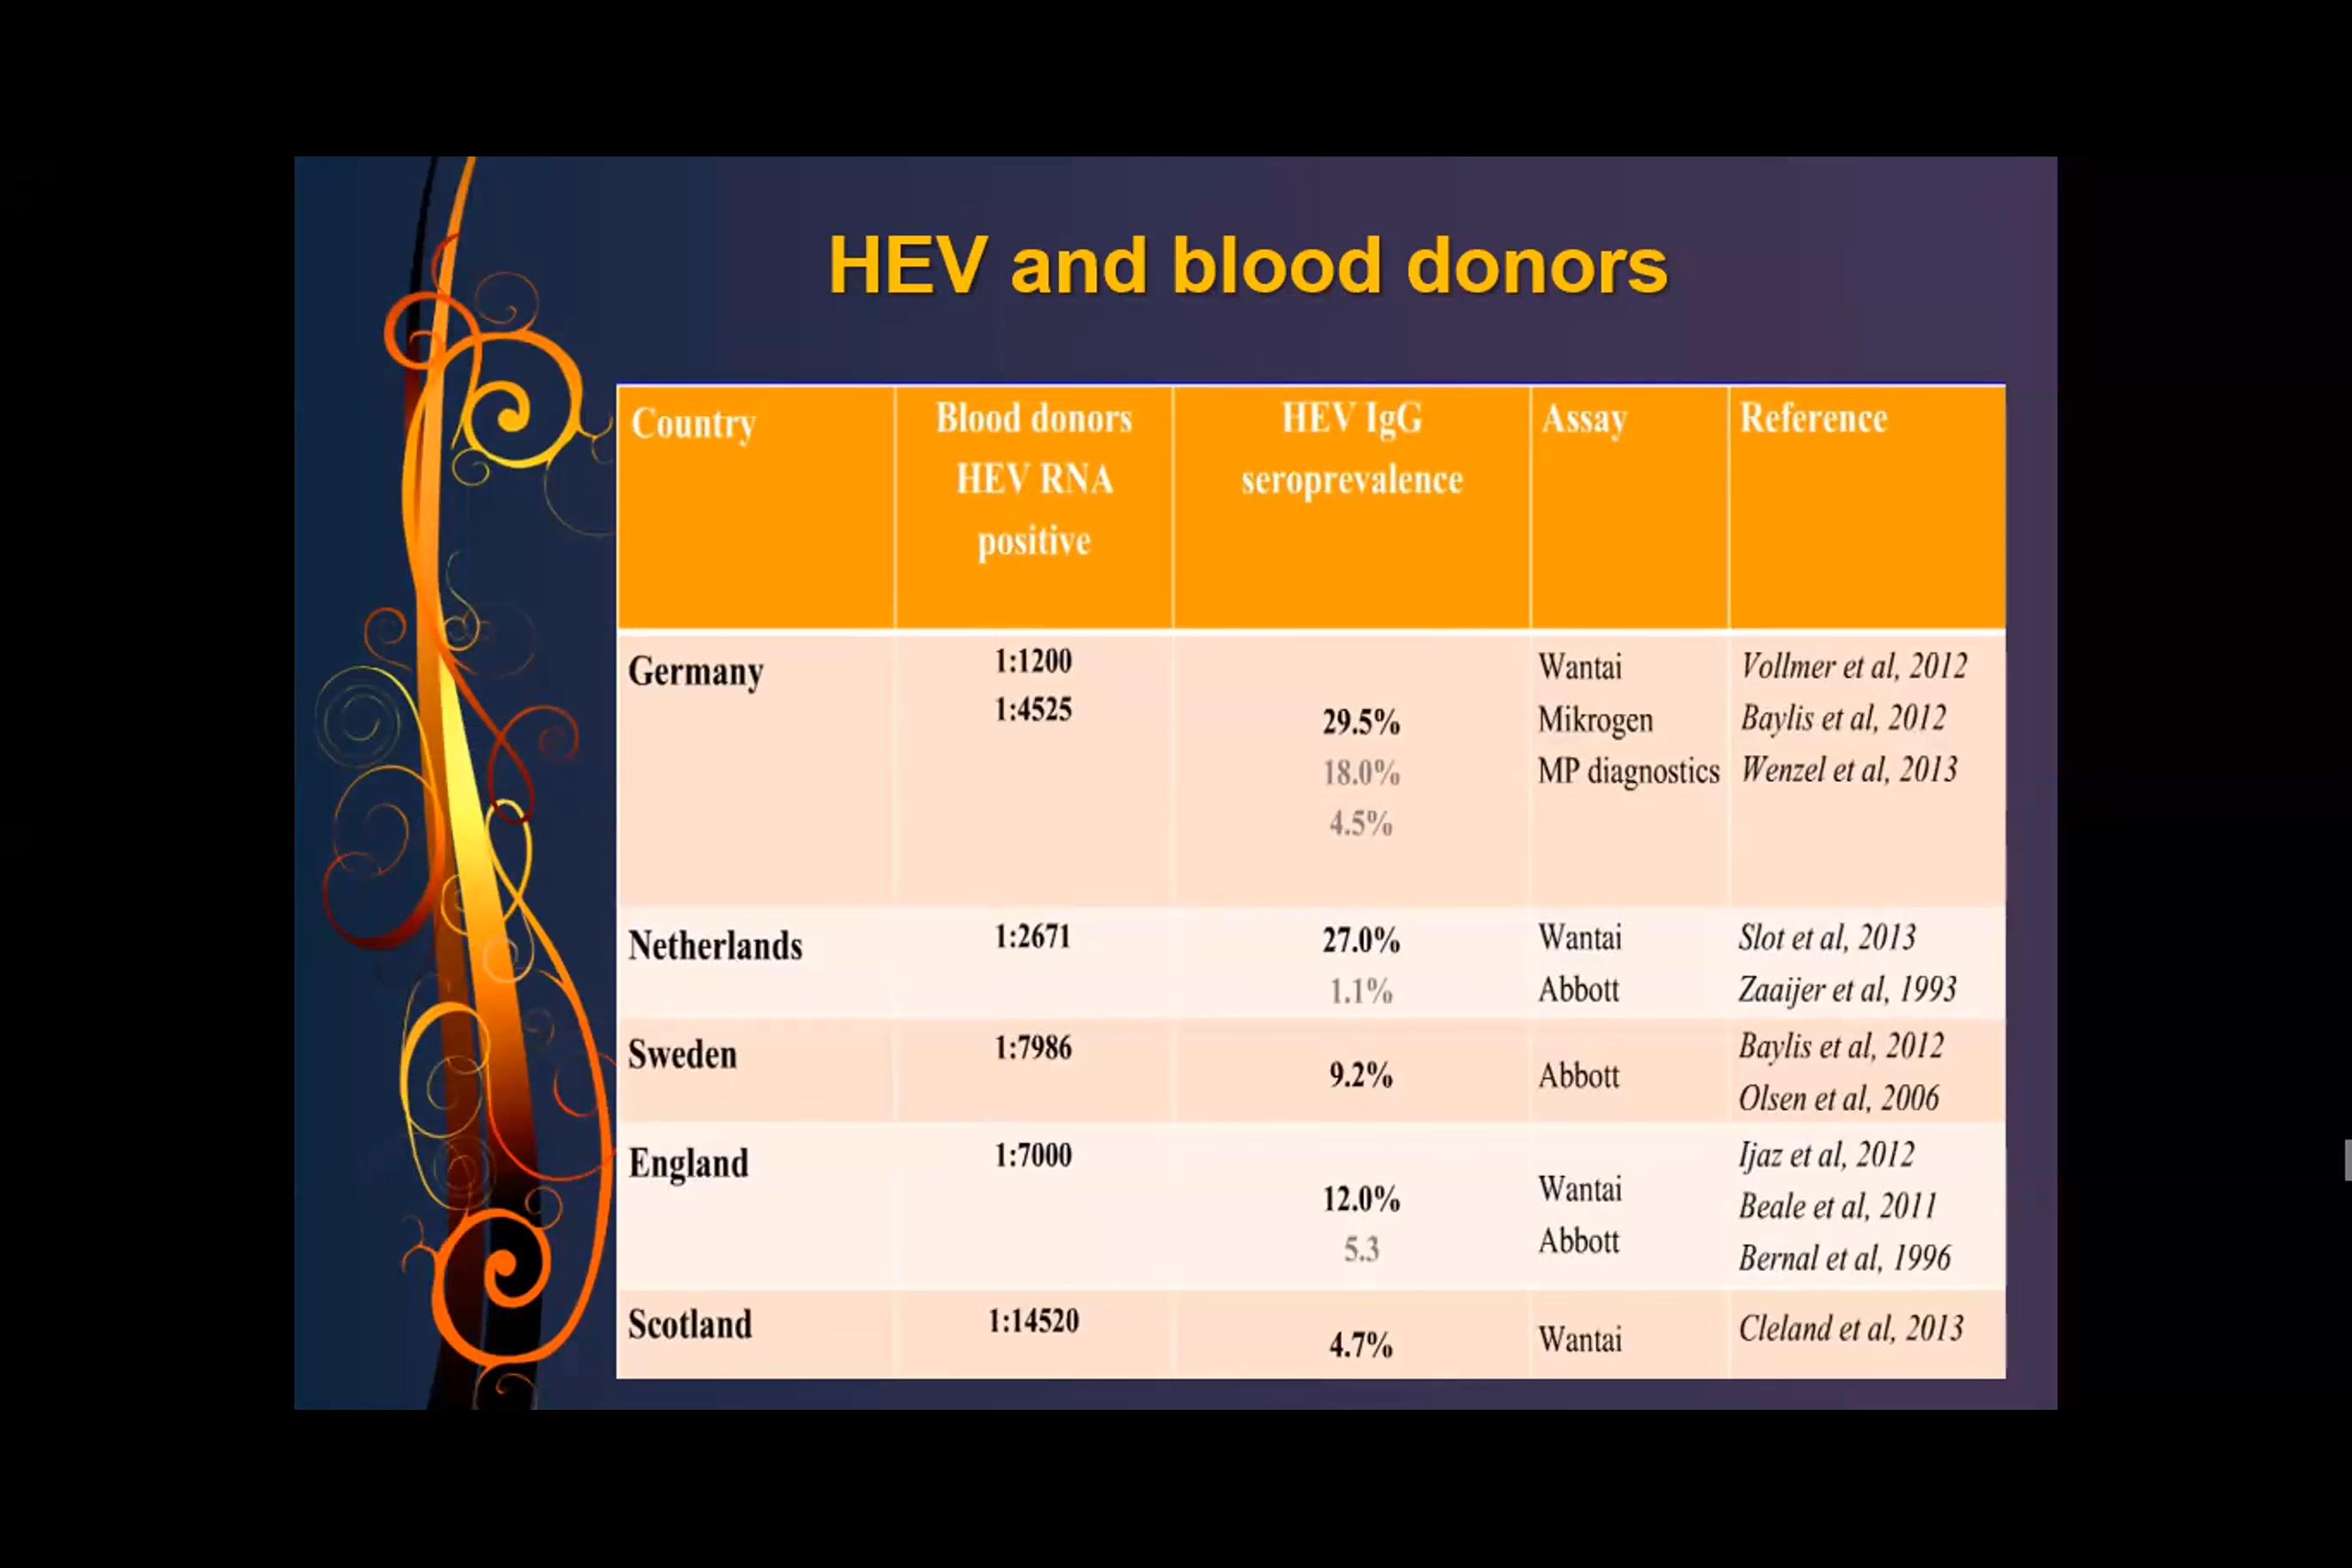 HEV and blood donors
Country
Blood donors
HEV RNA
positive
HEV IgG
seroprevalence
Assay
Reference
Germany
1:1200
1:4525
29.5%
18.0%
4.5%
Wantai
Mikrogen
MP diagnostics
Vollmer et al, 2012
Baylis et al, 2012
Wenzel et al, 2013
Netherlands
1:2671
27.0%
1.1%
Wantai
Abbott
Slot et al, 2013
Zaaijer et al, 1993
Sweden
1:7986
9.2%
Abbott
Baylis et al, 2012
Olsen et al, 2006
England
1:7000
12.0%
5.3
Wantai
Abbott
Ijaz et al, 2012
Beale et al, 2011
Bernal et al, 1996
Scotland
1:14520
4.7%
Wantai
Cleland et al, 2013